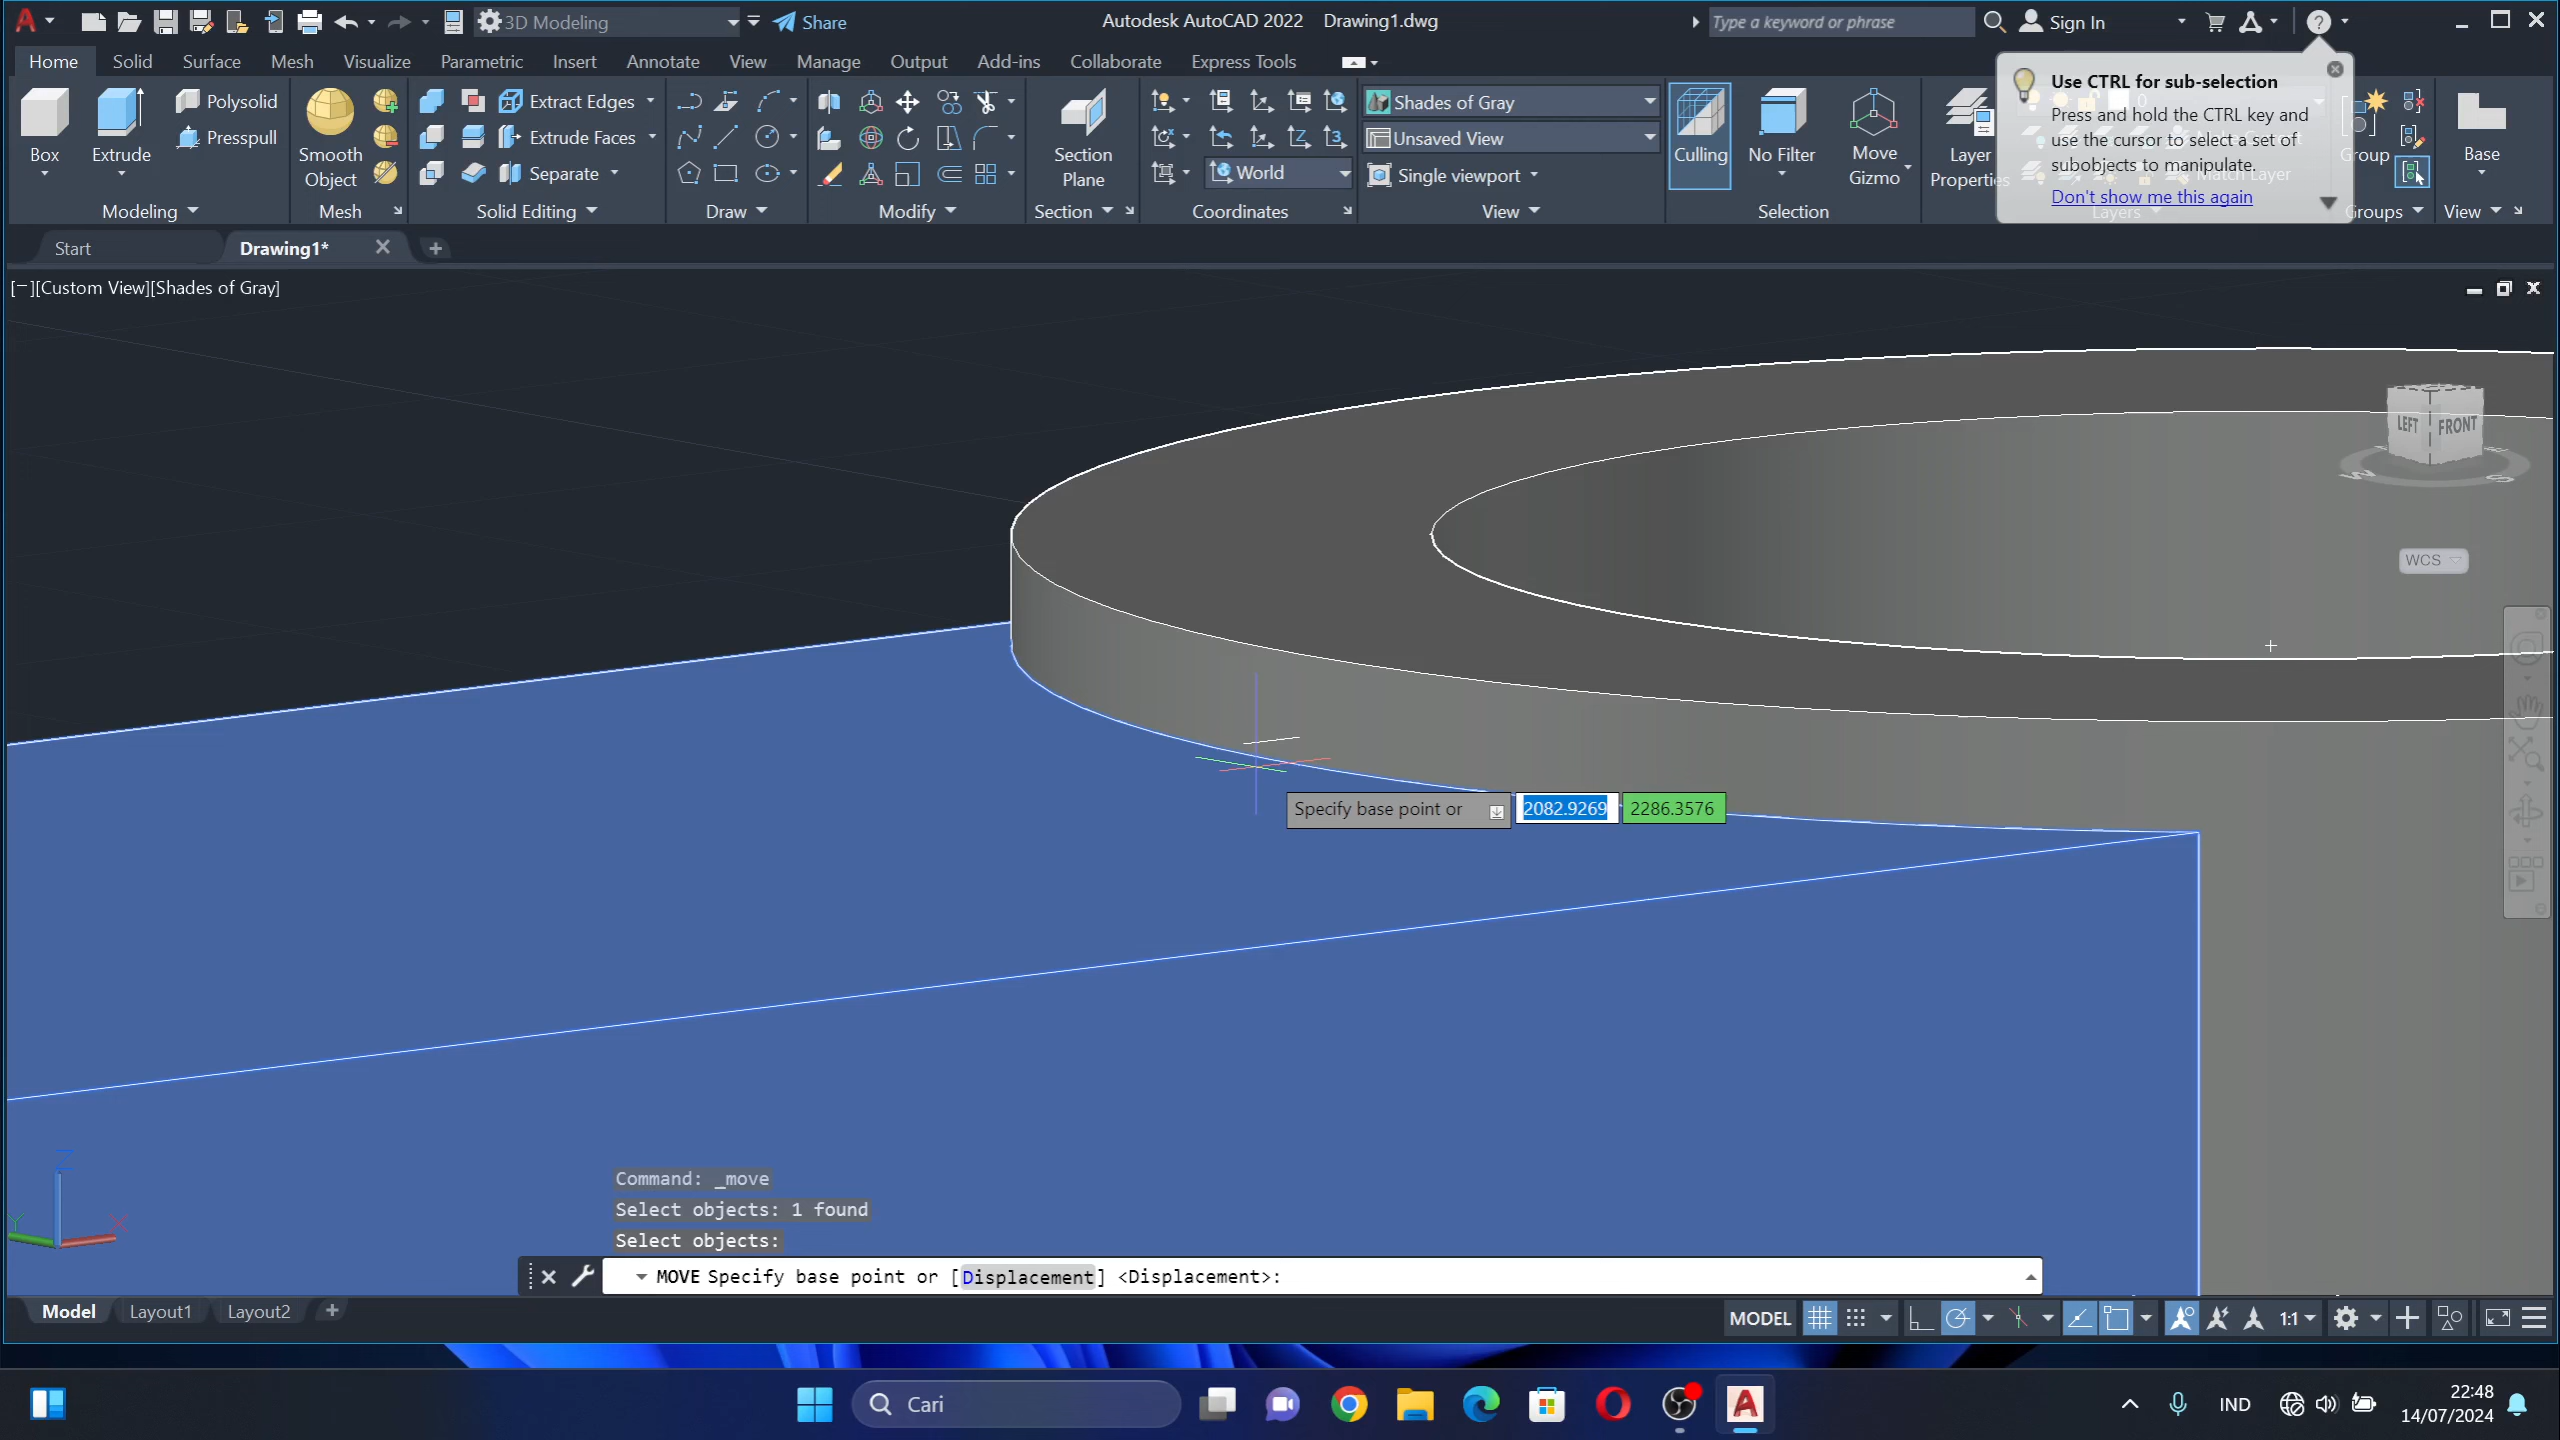 3D Modeling
Share
Autodesk AutoCAD 2022 Drawing1.dwg
Type a keyword or phrase
Sign In
Home Solid Surface Mesh Visualize Parametric Insert Annotate View Manage Output Add-ins Collaborate Express Tools
Use CTRL for sub-selection
Press and hold the CTRL key and
use the cursor to select a set of
subobjects to manipulate.
Don't show me this again
Polysolid
Presspull
Box
Extrude
Modeling
Smooth
Object
Mesh
Extract Edges
Extrude Faces
Separate
Solid Editing
Draw
Modify
Section
Plane
Section
World
Coordinates
Shades of Gray
Unsaved View
Single viewport
View
Culling
No Filter
Move
Gizmo
Selection
Layer
Properties
Match Layer
Layers
Group
Groups
Base
View
Start
Drawing1*
[−][Custom View][Shades of Gray]
LEFT FRONT
W S
WCS
Specify base point or 2082.9269 2286.3576
Z
Y X
Command: _move
Select objects: 1 found
Select objects:
MOVE Specify base point or [Displacement] <Displacement>:
Model Layout1 Layout2
MODEL
1:1
Cari
IND
22:48
14/07/2024